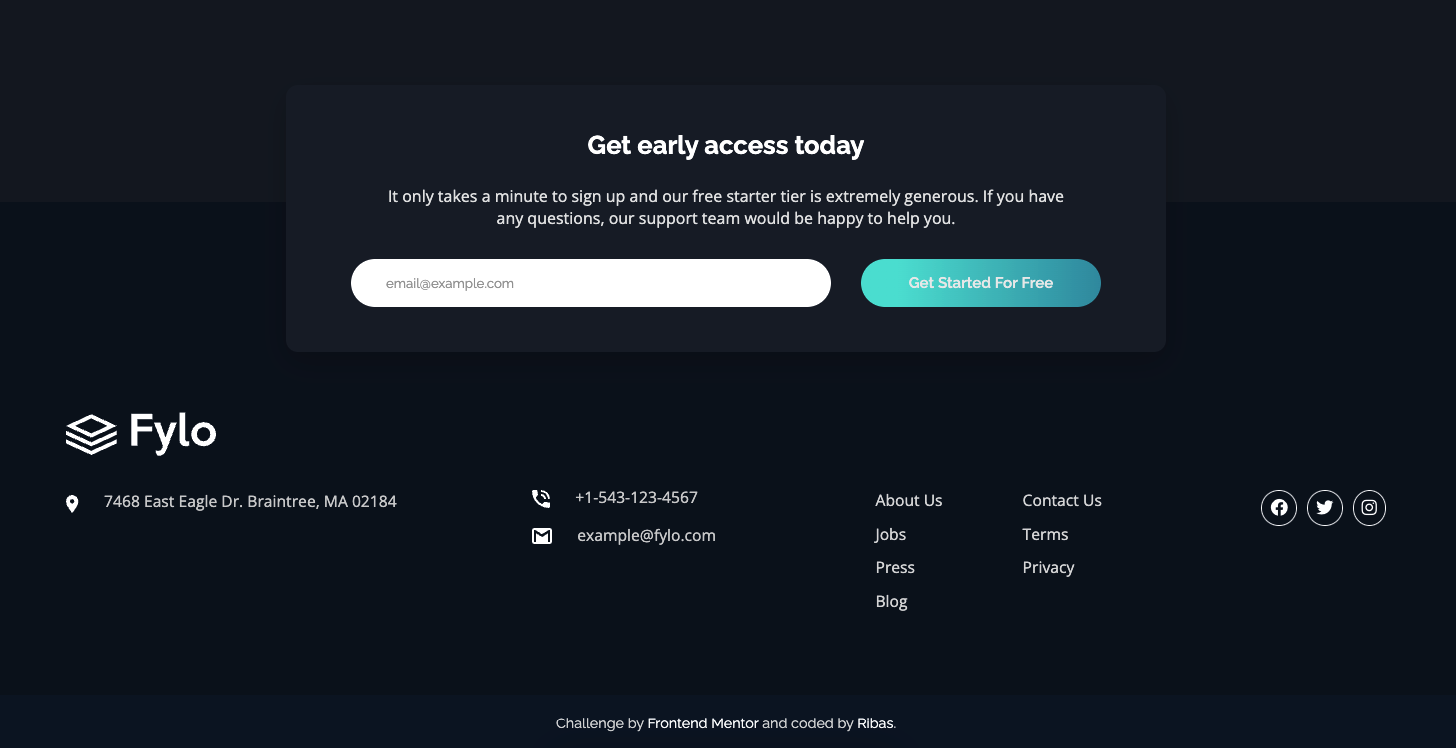 Get early access today
It only takes a minute to sign up and our free starter tier is extremely generous. If you have
any questions, our support team would be happy to help you.
email@example.com
Get Started For Free
Fylo
7468 East Eagle Dr. Braintree, MA 02184
+1-543-123-4567
example@fylo.com
About Us
Jobs
Press
Blog
Contact Us
Terms
Privacy
Challenge by Frontend Mentor and coded by Ribas.